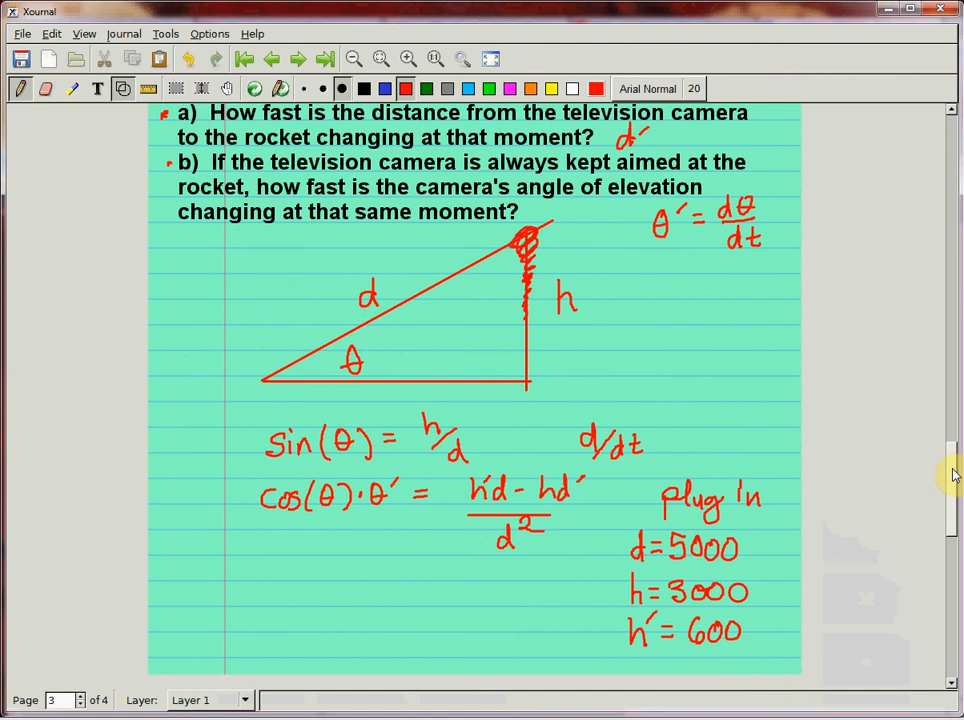 Xournal
File Edit View Journal Tools Options Help
Arial Normal 20
a) How fast is the distance from the television camera
to the rocket changing at that moment? d′
b) If the television camera is always kept aimed at the
rocket, how fast is the camera's angle of elevation
changing at that same moment?
θ′ = dθ/dt
d
h
θ
sin(θ) = h/d
d/dt
cos(θ)·θ′ = (h′d - hd′)/d²
plug in
d = 5000
h = 3000
h′ = 600
Page 3 of 4 Layer: Layer 1